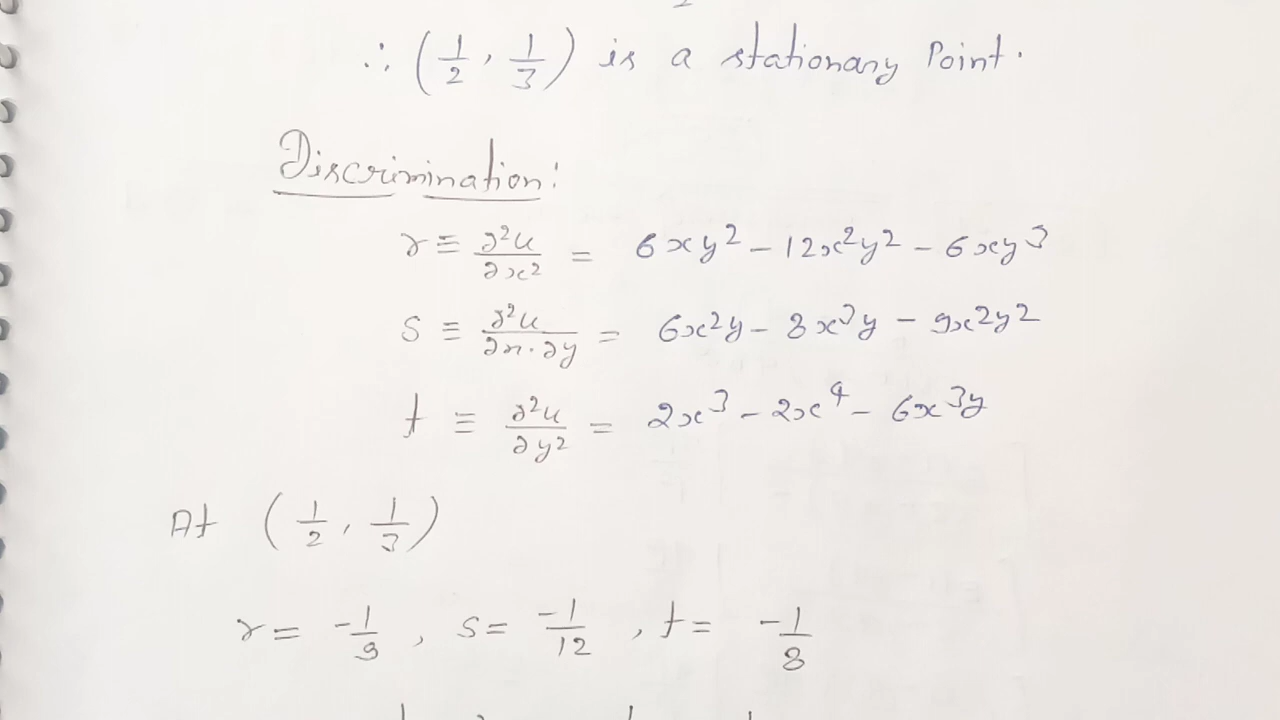 ∴ (1/2, 1/3) is a stationary Point.
Discrimination:
r ≡ ∂²u/∂x² = 6xy² - 12x²y² - 6xy³
s ≡ ∂²u/∂x·∂y = 6x²y - 8x³y - 9x²y²
t ≡ ∂²u/∂y² = 2x³ - 2x⁴ - 6x³y
At (1/2, 1/3)
r = -1/9, s = -1/12, t = -1/8